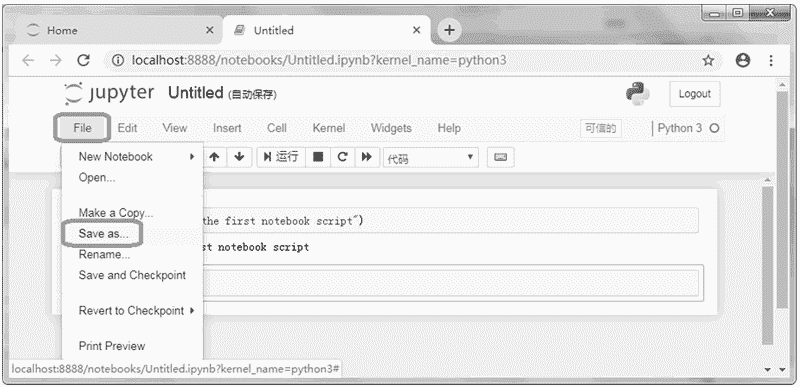 Home
Untitled
localhost:8888/notebooks/Untitled.ipynb?kernel_name=python3
jupyter Untitled (自动保存)
Logout
File Edit View Insert Cell Kernel Widgets Help 可信的 Python 3
New Notebook 运行 代码
Open...
Make a Copy...
the first notebook script")
Save as...
st notebook script
Rename...
Save and Checkpoint
Revert to Checkpoint
Print Preview
localhost:8888/notebooks/Untitled.ipynb?kernel_name=python3#